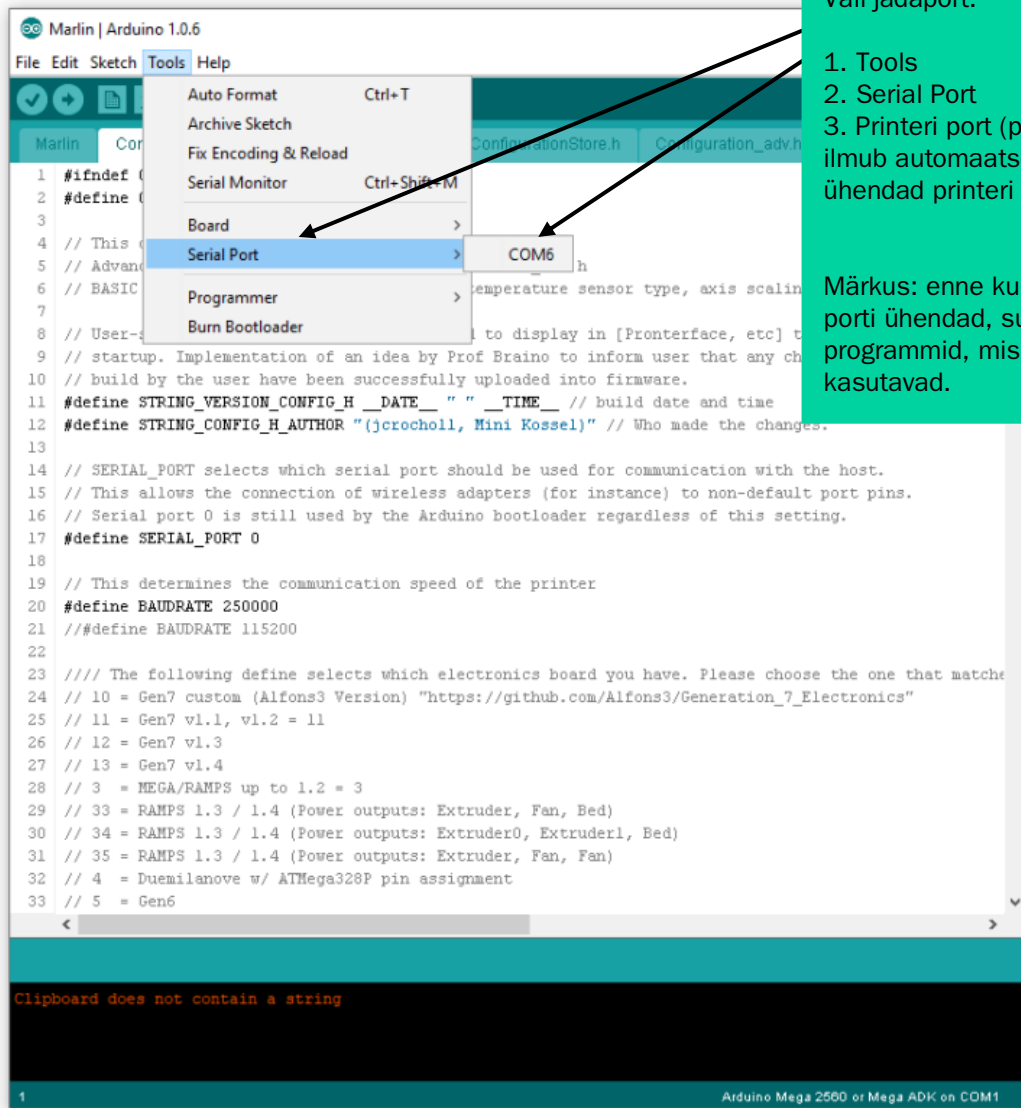 Marlin | Arduino 1.0.6
File Edit Sketch Tools Help
Marlin
ConfigurationStore.h
Configuration_adv.h
Auto Format Ctrl+T
Archive Sketch
Fix Encoding & Reload
Serial Monitor Ctrl+Shift+M
Board
Serial Port
COM6
Programmer
Burn Bootloader
Vali jadaport:
1. Tools
2. Serial Port
3. Printeri port
ilmub
ühendad printeri
Märkus: enne
porti ühendad,
programmid, mis
kasutavad.
1 #ifndef
2 #define
3
4 // This
5 // h
6 // BASIC temperature sensor type, axis
7
8 // to display in [Pronterface, etc]
9 // startup. Implementation of an idea by Prof Braino to inform user that any
10 // build by the user have been successfully uploaded into firmware.
11 #define STRING_VERSION_CONFIG_H __DATE__ " " __TIME__ // build date and time
12 #define STRING_CONFIG_H_AUTHOR "(jcrocholl, Mini Kossel)" // Who made the changes.
13
14 // SERIAL_PORT selects which serial port should be used for communication with the host.
15 // This allows the connection of wireless adapters (for instance) to non-default port pins.
16 // Serial port 0 is still used by the Arduino bootloader regardless of this setting.
17 #define SERIAL_PORT 0
18
19 // This determines the communication speed of the printer
20 #define BAUDRATE 250000
21 //#define BAUDRATE 115200
22
23 //// The following define selects which electronics board you have. Please choose the one that
24 // 10 = Gen7 custom (Alfons3 Version) "https://github.com/Alfons3/Generation_7_Electronics"
25 // 11 = Gen7 v1.1, v1.2 = 11
26 // 12 = Gen7 v1.3
27 // 13 = Gen7 v1.4
28 // 3 = MEGA/RAMPS up to 1.2 = 3
29 // 33 = RAMPS 1.3 / 1.4 (Power outputs: Extruder, Fan, Bed)
30 // 34 = RAMPS 1.3 / 1.4 (Power outputs: Extruder0, Extruder1, Bed)
31 // 35 = RAMPS 1.3 / 1.4 (Power outputs: Extruder, Fan, Fan)
32 // 4 = Duemilanove w/ ATMega328P pin assignment
33 // 5 = Gen6
Clipboard does not contain a string
1
Arduino Mega 2560 or Mega ADK on COM1